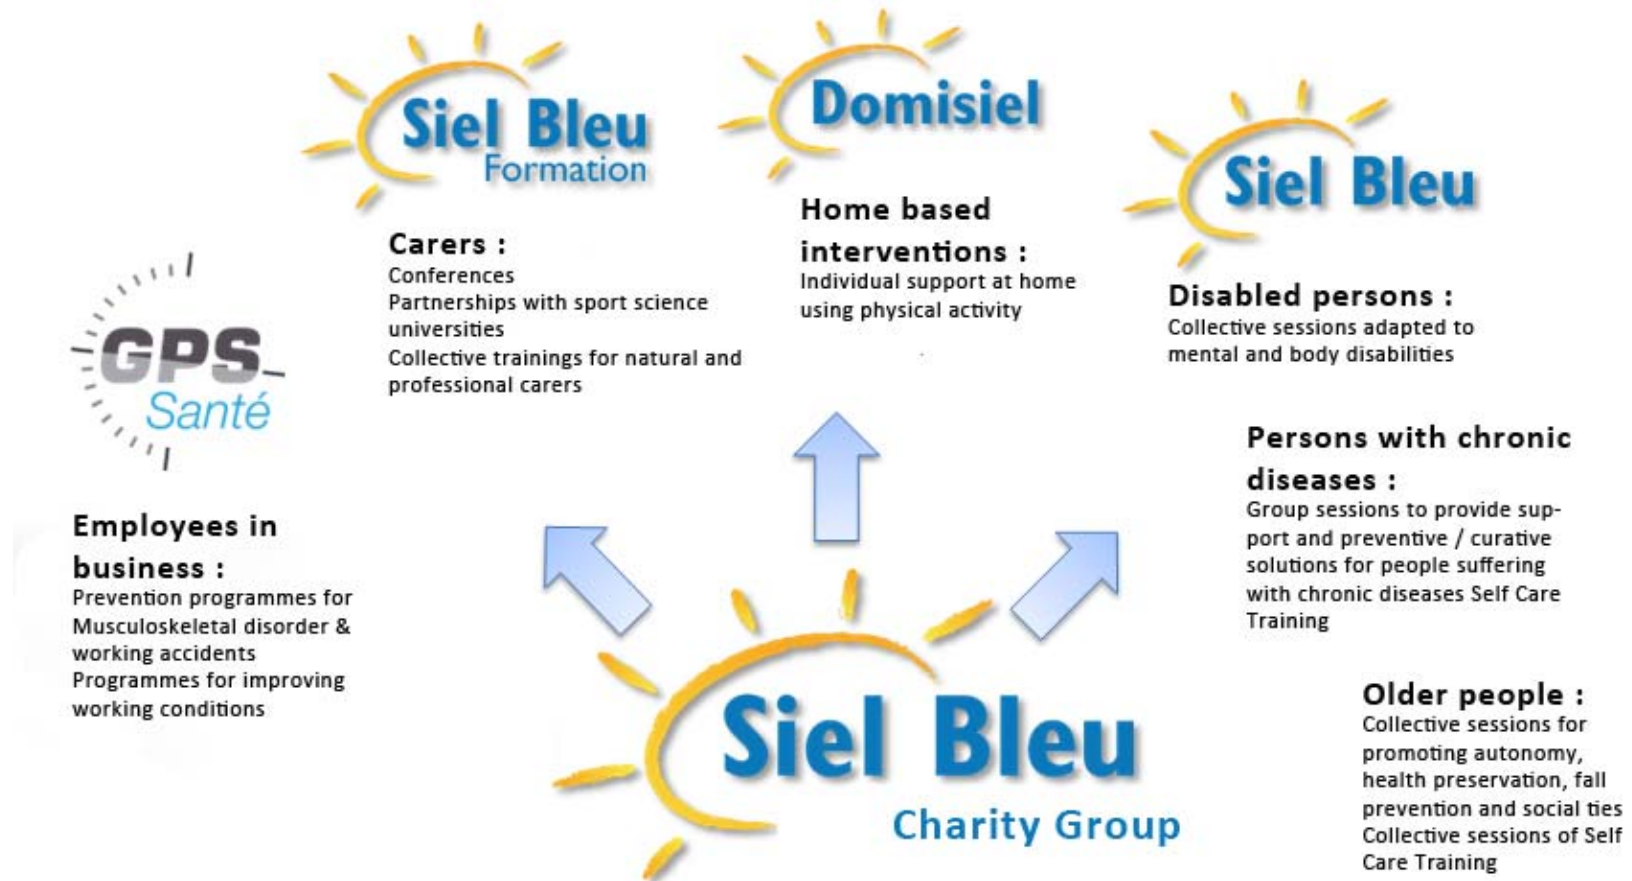 Siel Bleu
Formation
Carers :
Conferences
Partnerships with sport science
universities
Collective trainings for natural and
professional carers
Domisiel
Home based
interventions :
Individual support at home
using physical activity
Siel Bleu
Disabled persons :
Collective sessions adapted to
mental and body disabilities
Persons with chronic
diseases :
Group sessions to provide sup-
port and preventive / curative
solutions for people suffering
with chronic diseases Self Care
Training
Older people :
Collective sessions for
promoting autonomy,
health preservation, fall
prevention and social ties
Collective sessions of Self
Care Training
GPS
Santé
Employees in
business :
Prevention programmes for
Musculoskeletal disorder &
working accidents
Programmes for improving
working conditions
Siel Bleu
Charity Group